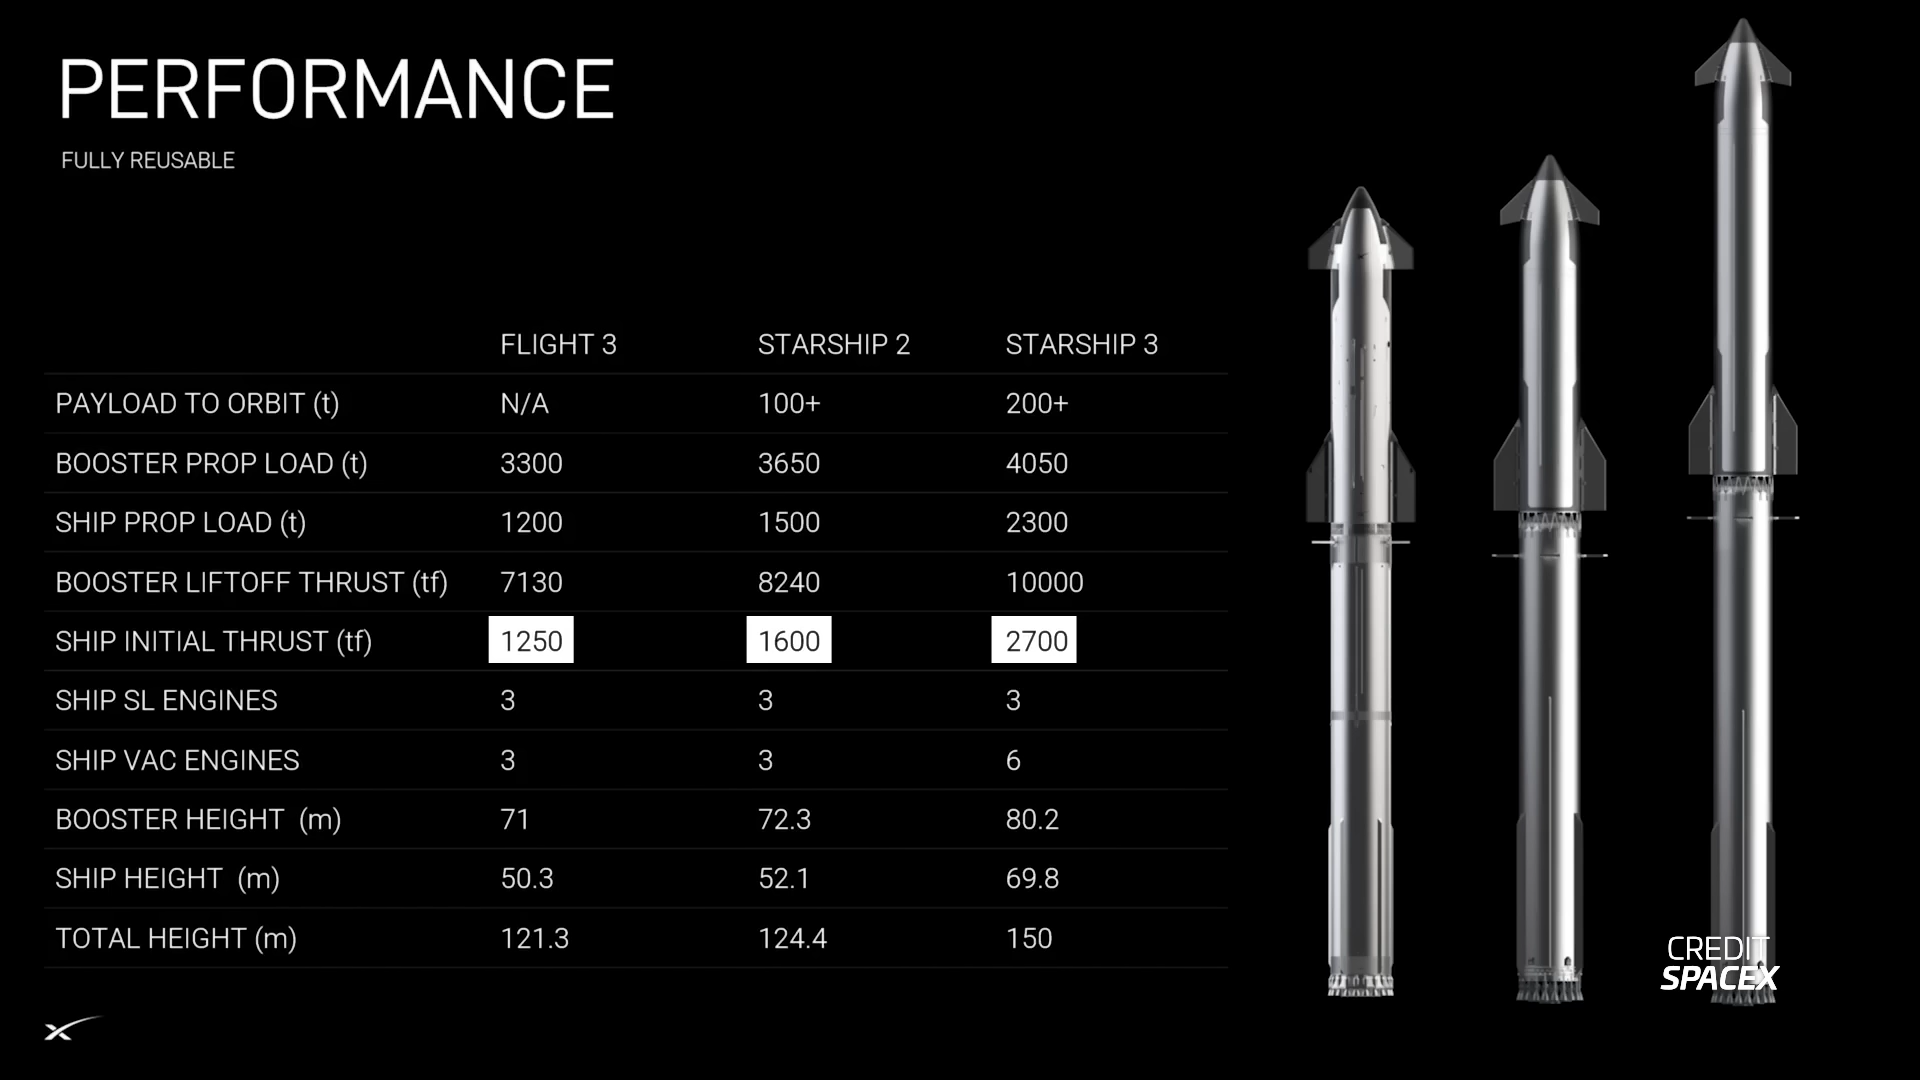 PERFORMANCE
FULLY REUSABLE
FLIGHT 3 STARSHIP 2 STARSHIP 3
PAYLOAD TO ORBIT (t) N/A 100+ 200+
BOOSTER PROP LOAD (t) 3300 3650 4050
SHIP PROP LOAD (t) 1200 1500 2300
BOOSTER LIFTOFF THRUST (tf) 7130 8240 10000
SHIP INITIAL THRUST (tf) 1250 1600 2700
SHIP SL ENGINES 3 3 3
SHIP VAC ENGINES 3 3 6
BOOSTER HEIGHT (m) 71 72.3 80.2
SHIP HEIGHT (m) 50.3 52.1 69.8
TOTAL HEIGHT (m) 121.3 124.4 150
CREDIT
SPACEX